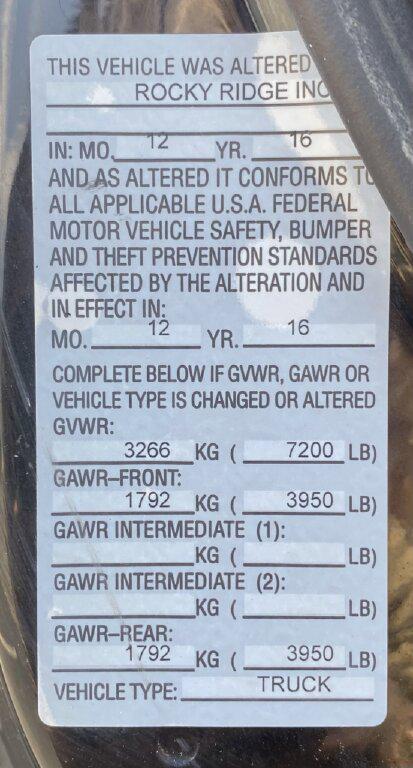 THIS VEHICLE WAS ALTERED
ROCKY RIDGE INC
IN: MO. 12 YR. 16
AND AS ALTERED IT CONFORMS TO
ALL APPLICABLE U.S.A. FEDERAL
MOTOR VEHICLE SAFETY, BUMPER
AND THEFT PREVENTION STANDARDS
AFFECTED BY THE ALTERATION AND
IN EFFECT IN:
MO. 12 YR. 16
COMPLETE BELOW IF GVWR, GAWR OR
VEHICLE TYPE IS CHANGED OR ALTERED
GVWR:
3266 KG ( 7200 LB)
GAWR–FRONT:
1792 KG ( 3950 LB)
GAWR INTERMEDIATE (1):
KG ( LB)
GAWR INTERMEDIATE (2):
KG ( LB)
GAWR–REAR:
1792 KG ( 3950 LB)
VEHICLE TYPE: TRUCK